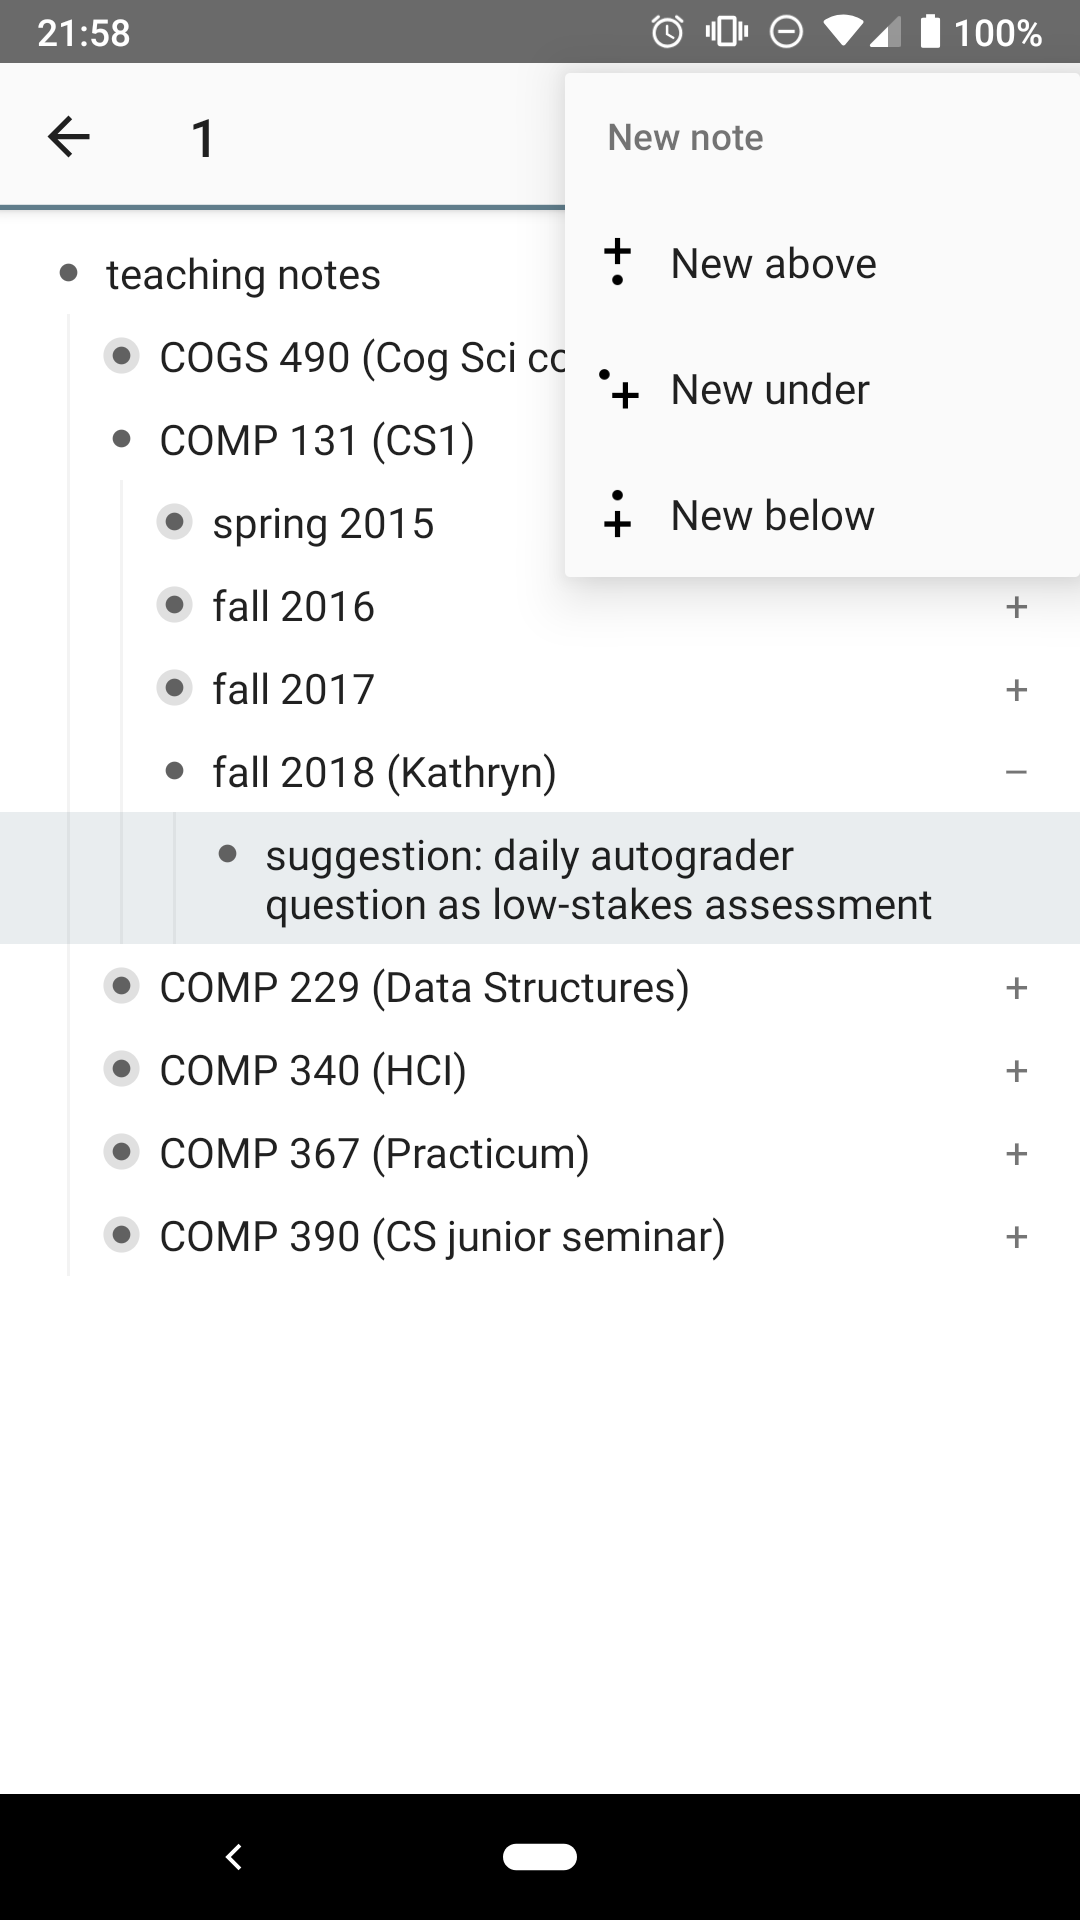 21:58
100%
1
New note
New above
New under
New below
teaching notes
COGS 490 (Cog Sci
COMP 131 (CS1)
spring 2015
fall 2016
+
fall 2017
+
fall 2018 (Kathryn)
−
suggestion: daily autograder
question as low-stakes assessment
COMP 229 (Data Structures)
+
COMP 340 (HCI)
+
COMP 367 (Practicum)
+
COMP 390 (CS junior seminar)
+